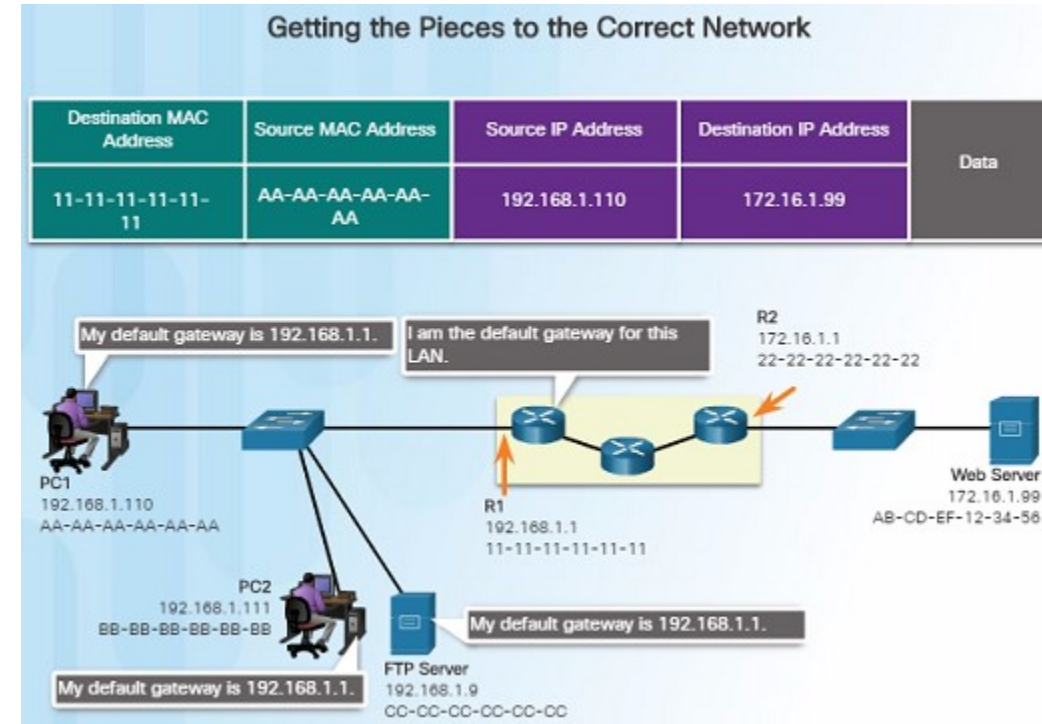 Getting the Pieces to the Correct Network
Destination MAC
Address
Source MAC Address
Source IP Address
Destination IP Address
Data
11-11-11-11-11-
11
AA-AA-AA-AA-AA-
AA
192.168.1.110
172.16.1.99
My default gateway is 192.168.1.1.
I am the default gateway for this
LAN.
R2
172.16.1.1
22-22-22-22-22-22
PC1
192.168.1.110
AA-AA-AA-AA-AA-AA
R1
192.168.1.1
11-11-11-11-11-11
Web Server
172.16.1.99
AB-CD-EF-12-34-56
PC2
192.168.1.111
BB-BB-BB-BB-BB-BB
My default gateway is 192.168.1.1.
My default gateway is 192.168.1.1.
FTP Server
192.168.1.9
CC-CC-CC-CC-CC-CC